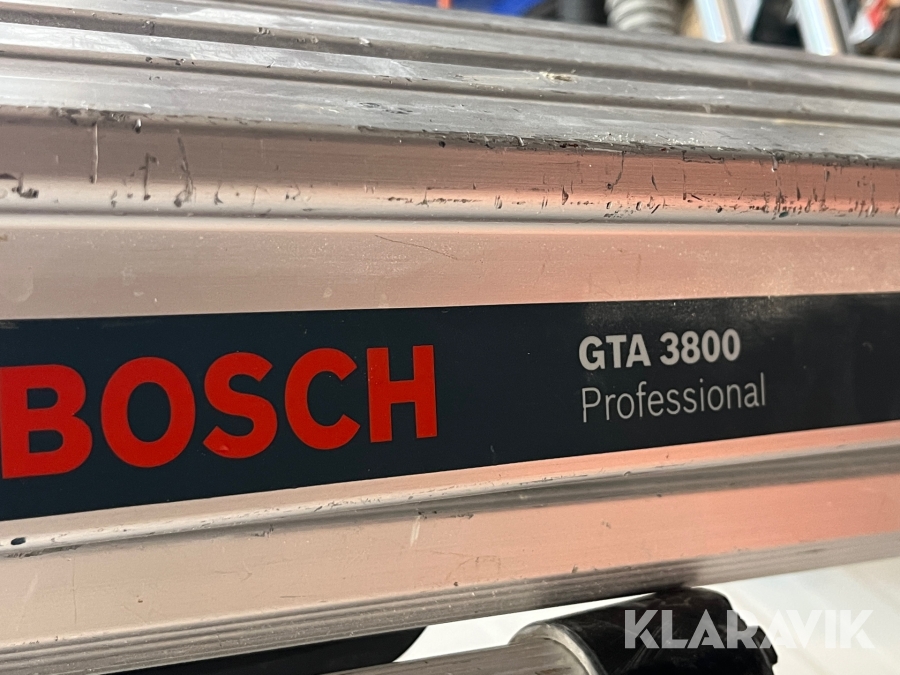 BOSCH
GTA 3800
Professional
KLARAVIK